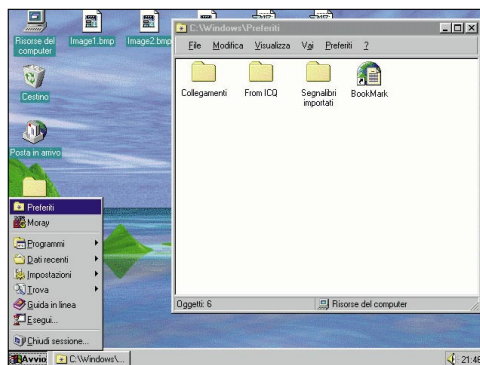 Risorse del
computer
Image1.bmp
Image2.bmp
Cestino
Posta in arrivo
C:\Windows\Preferiti
File Modifica Visualizza Vai Preferiti ?
Collegamenti
From ICQ
Segnalibri
importati
BookMark
Oggetti: 6
Risorse del computer
Preferiti
Moray
Programmi
Dati recenti
Impostazioni
Trova
Guida in linea
Esegui...
Chiudi sessione...
Avvio
C:\Windows\...
21:46